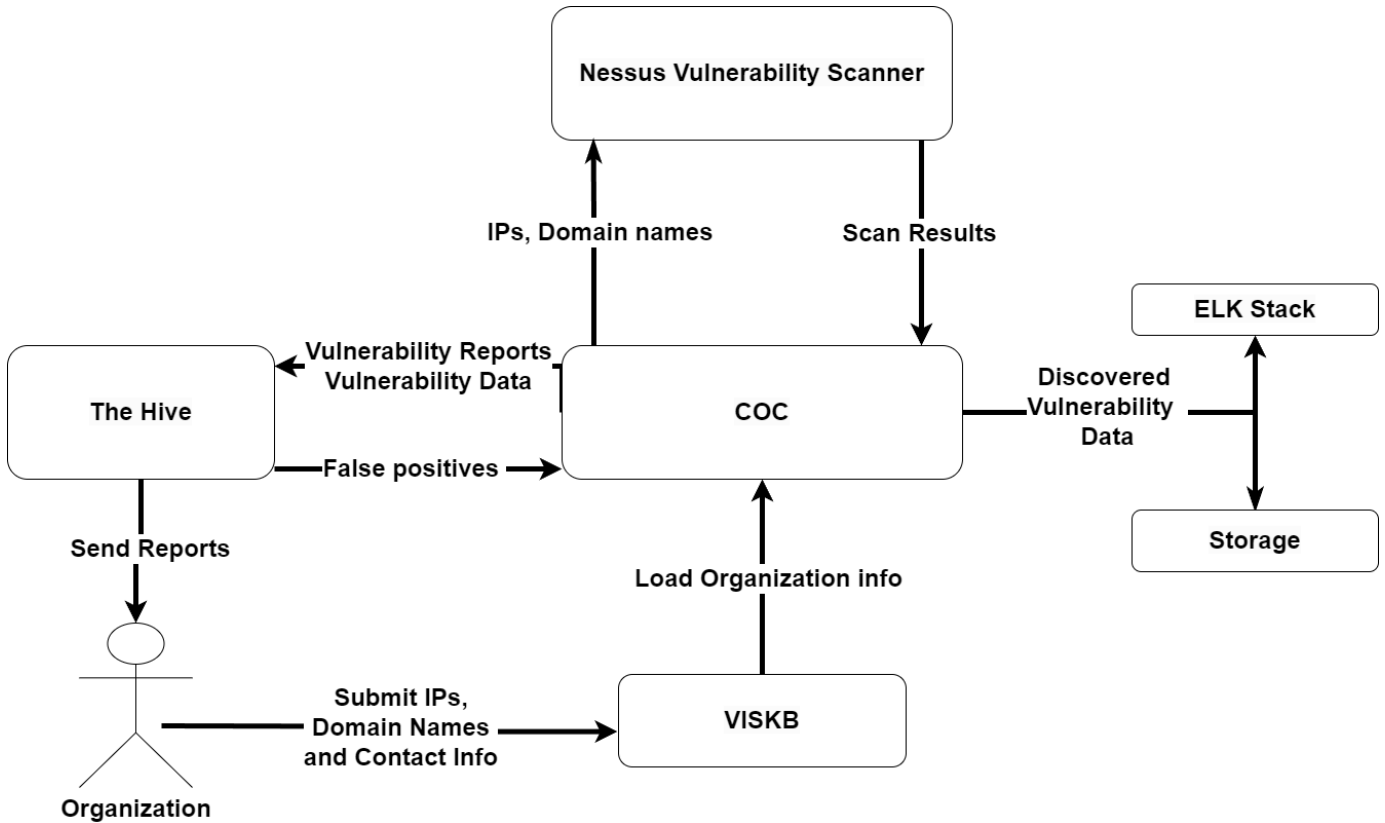 Nessus Vulnerability Scanner
IPs, Domain names
Scan Results
ELK Stack
Vulnerability Reports
Vulnerability Data
The Hive
COC
Discovered
Vulnerability
Data
False positives
Send Reports
Storage
Load Organization info
Submit IPs,
Domain Names
and Contact Info
VISKB
Organization